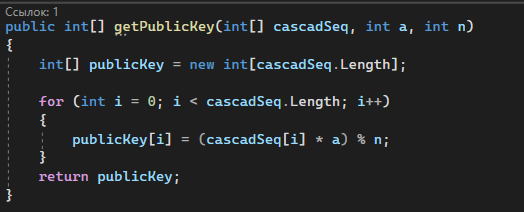 Ссылок: 1
public int[] getPublicKey(int[] cascadSeq, int a, int n)
{
    int[] publicKey = new int[cascadSeq.Length];

    for (int i = 0; i < cascadSeq.Length; i++)
    {
        publicKey[i] = (cascadSeq[i] * a) % n;
    }
    return publicKey;
}